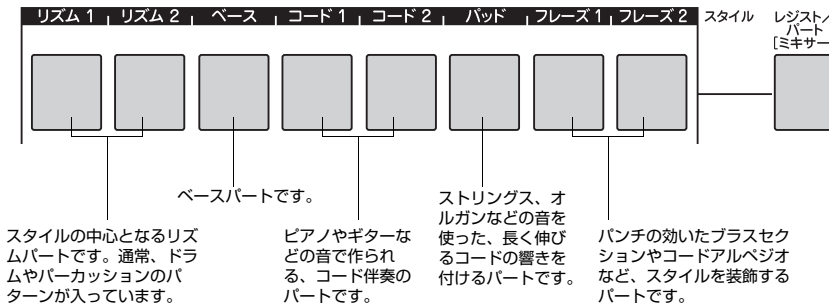 リズム 1 リズム 2 ベース コード 1 コード 2 パッド フレーズ 1 フレーズ 2 スタイル レジスト/
パート
[ミキサー
ベースパートです。
スタイルの中心となるリズ
ムパートです。通常、ドラ
ムやパーカッションのパ
ターンが入っています。
ピアノやギターな
どの音で作られ
る、コード伴奏の
パートです。
ストリングス、オ
ルガンなどの音を
使った、長く伸び
るコードの響きを
付けるパートです。
パンチの効いたブラスセク
ションやコードアルペジオ
など、スタイルを装飾する
パートです。